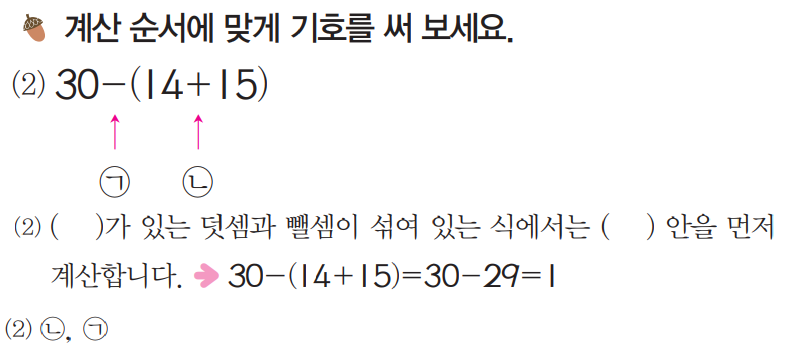 계산 순서에 맞게 기호를 써 보세요.
(2) 30-(14+15)
㉠ ㉡
(2) (  )가 있는 덧셈과 뺄셈이 섞여 있는 식에서는 (  ) 안을 먼저
계산합니다. ➔ 30-(14+15)=30-29=1
(2) ㉡, ㉠